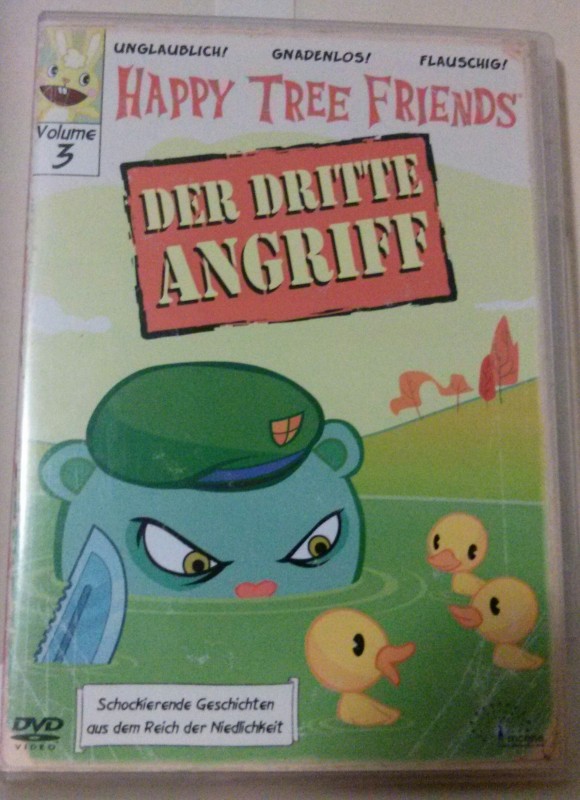 UNGLAUBLICH! GNADENLOS! FLAUSCHIG!
HAPPY TREE FRIENDS
Volume
3
DER DRITTE
ANGRIFF
Schockierende Geschichten
aus dem Reich der Niedlichkeit
DVD
VIDEO